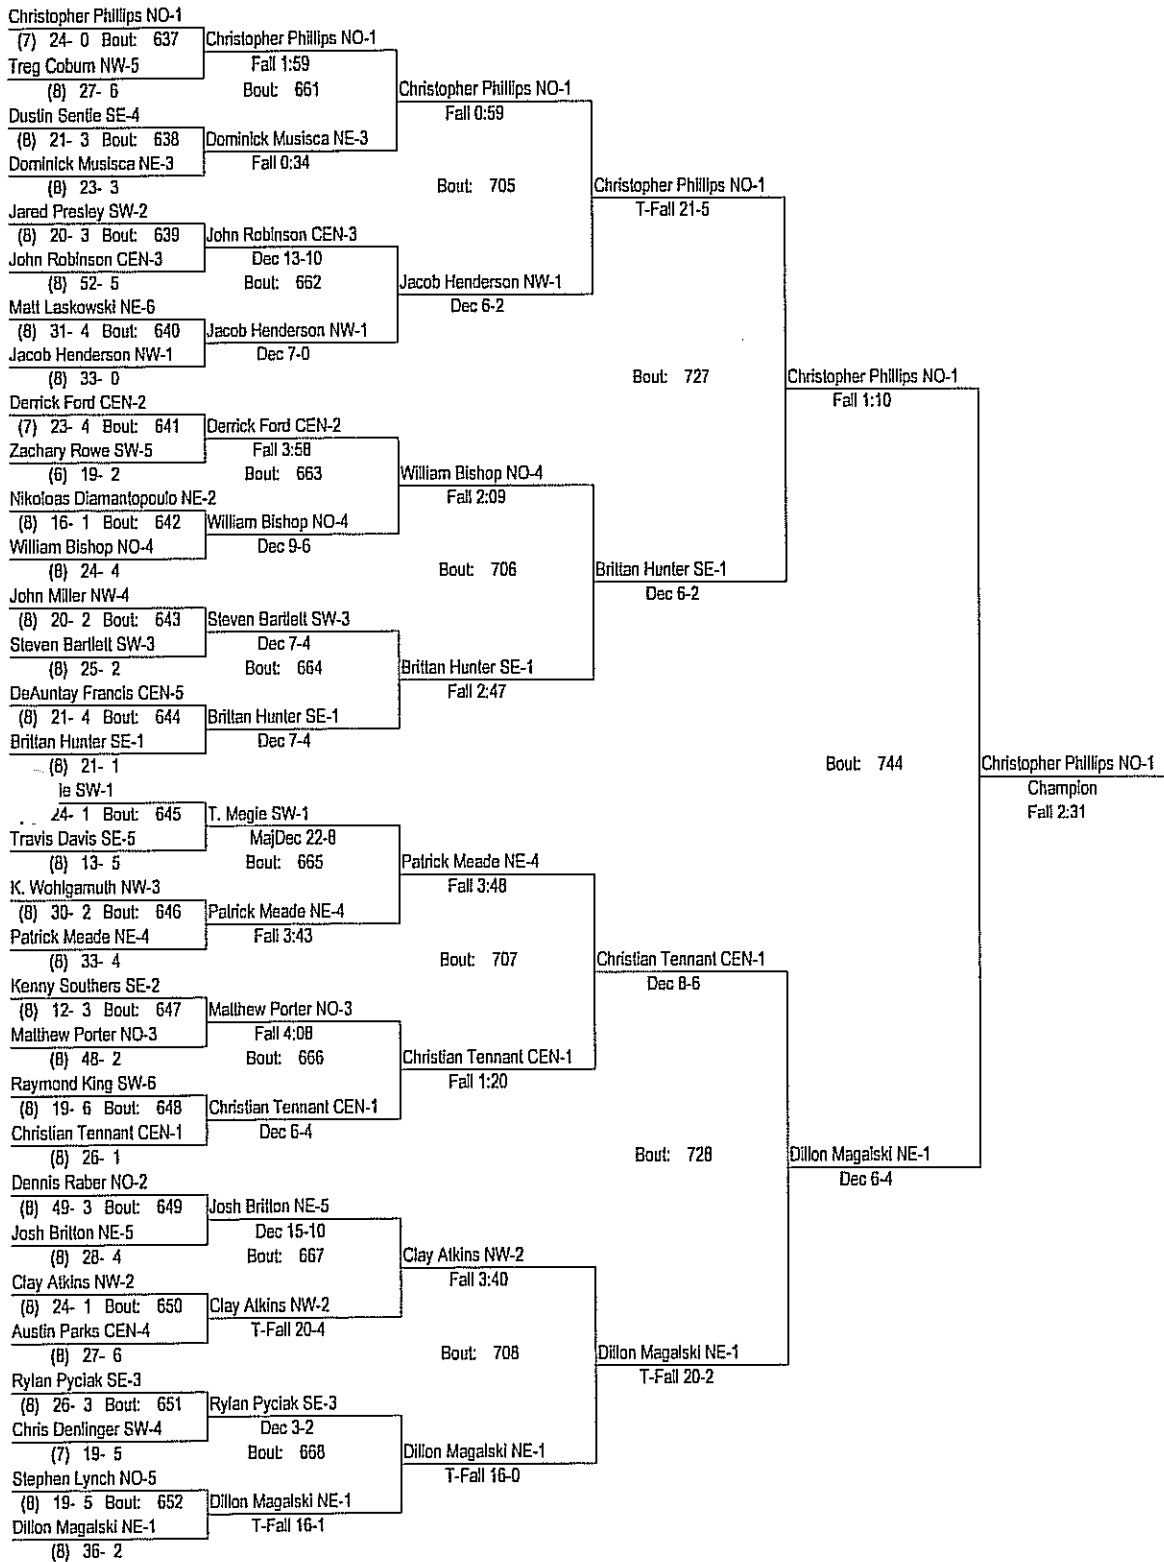 Christopher Phillips NO-1
(7) 24- 0 Bout: 637
Christopher Phillips NO-1
Treg Coburn NW-5
Fall 1:59
(8) 27- 6
Bout: 661
Christopher Phillips NO-1
Dustin Sentle SE-4
Fall 0:59
(8) 21- 3 Bout: 638
Dominick Musisca NE-3
Dominick Musisca NE-3
Fall 0:34
(8) 23- 3
Bout: 705
Christopher Phillips NO-1
Jared Presley SW-2
T-Fall 21-5
(8) 20- 3 Bout: 639
John Robinson CEN-3
John Robinson CEN-3
Dec 13-10
(8) 52- 5
Bout: 662
Jacob Henderson NW-1
Matt Laskowski NE-6
Dec 6-2
(8) 31- 4 Bout: 640
Jacob Henderson NW-1
Jacob Henderson NW-1
Dec 7-0
(8) 33- 0
Bout: 727
Christopher Phillips NO-1
Derrick Ford CEN-2
Fall 1:10
(7) 23- 4 Bout: 641
Derrick Ford CEN-2
Zachary Rowe SW-5
Fall 3:58
(6) 19- 2
Bout: 663
William Bishop NO-4
Nikoloas Diamantopoulo NE-2
Fall 2:09
(8) 16- 1 Bout: 642
William Bishop NO-4
William Bishop NO-4
Dec 9-6
(8) 24- 4
Bout: 706
Brittan Hunter SE-1
John Miller NW-4
Dec 6-2
(8) 20- 2 Bout: 643
Steven Bartlett SW-3
Steven Bartlett SW-3
Dec 7-4
(8) 25- 2
Bout: 664
Brittan Hunter SE-1
DeAuntay Francis CEN-5
Fall 2:47
(8) 21- 4 Bout: 644
Brittan Hunter SE-1
Brittan Hunter SE-1
Dec 7-4
(8) 21- 1
Bout: 744
Christopher Phillips NO-1
ie SW-1
Champion
24- 1 Bout: 645
T. Megie SW-1
Fall 2:31
Travis Davis SE-5
MajDec 22-8
(8) 13- 5
Bout: 665
Patrick Meade NE-4
K. Wohlgamuth NW-3
Fall 3:48
(8) 30- 2 Bout: 646
Patrick Meade NE-4
Patrick Meade NE-4
Fall 3:43
(8) 33- 4
Bout: 707
Christian Tennant CEN-1
Kenny Southers SE-2
Dec 8-6
(8) 12- 3 Bout: 647
Matthew Porter NO-3
Matthew Porter NO-3
Fall 4:08
(8) 48- 2
Bout: 666
Christian Tennant CEN-1
Raymond King SW-6
Fall 1:20
(8) 19- 6 Bout: 648
Christian Tennant CEN-1
Christian Tennant CEN-1
Dec 6-4
(8) 26- 1
Bout: 728
Dillon Magalski NE-1
Dennis Raber NO-2
Dec 6-4
(8) 49- 3 Bout: 649
Josh Britton NE-5
Josh Britton NE-5
Dec 15-10
(8) 28- 4
Bout: 667
Clay Atkins NW-2
Clay Atkins NW-2
Fall 3:40
(8) 24- 1 Bout: 650
Clay Atkins NW-2
Austin Parks CEN-4
T-Fall 20-4
(8) 27- 6
Bout: 708
Dillon Magalski NE-1
Rylan Pyciak SE-3
T-Fall 20-2
(8) 26- 3 Bout: 651
Rylan Pyciak SE-3
Chris Denlinger SW-4
Dec 3-2
(7) 19- 5
Bout: 668
Dillon Magalski NE-1
Stephen Lynch NO-5
T-Fall 16-0
(8) 19- 5 Bout: 652
Dillon Magalski NE-1
Dillon Magalski NE-1
T-Fall 16-1
(8) 36- 2